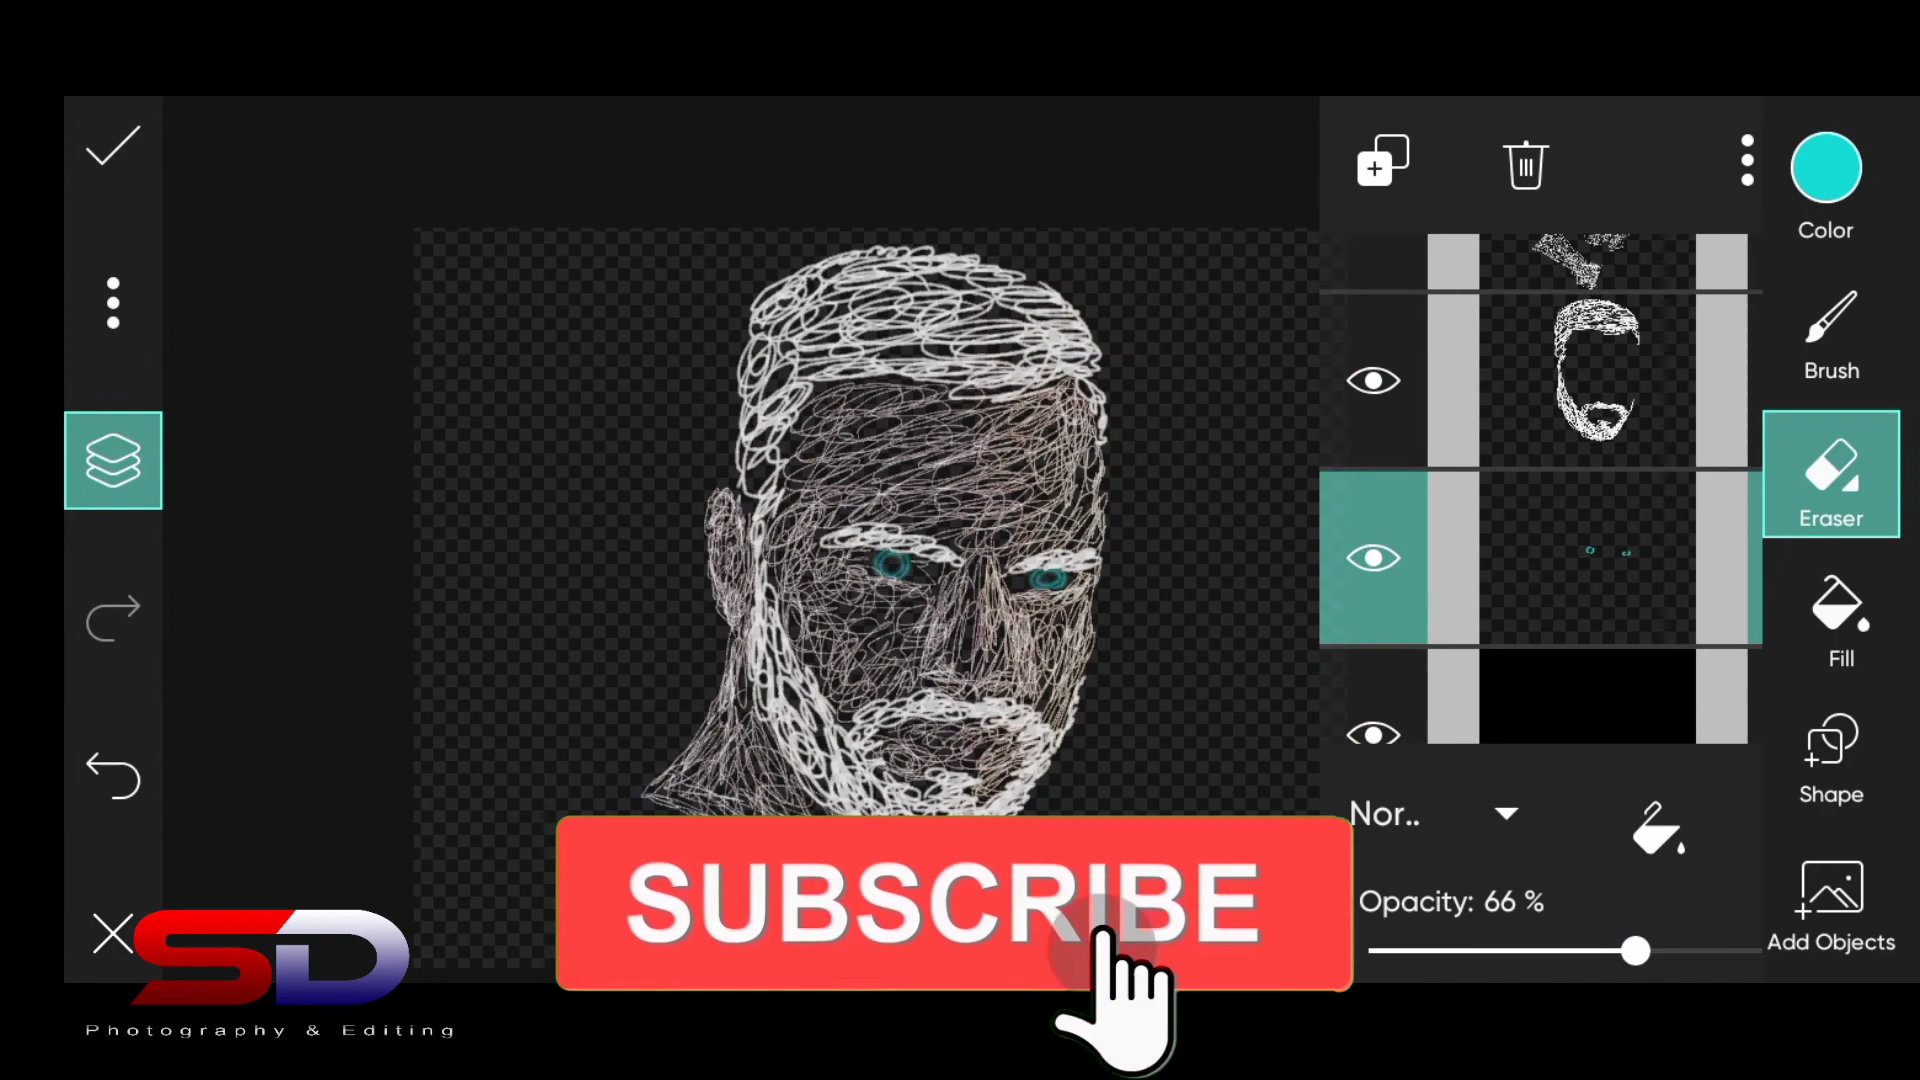 Color
Brush
Eraser
Fill
Shape
Nor..
Opacity: 66 %
Add Objects
SUBSCRIBE
SD
Photography & Editing